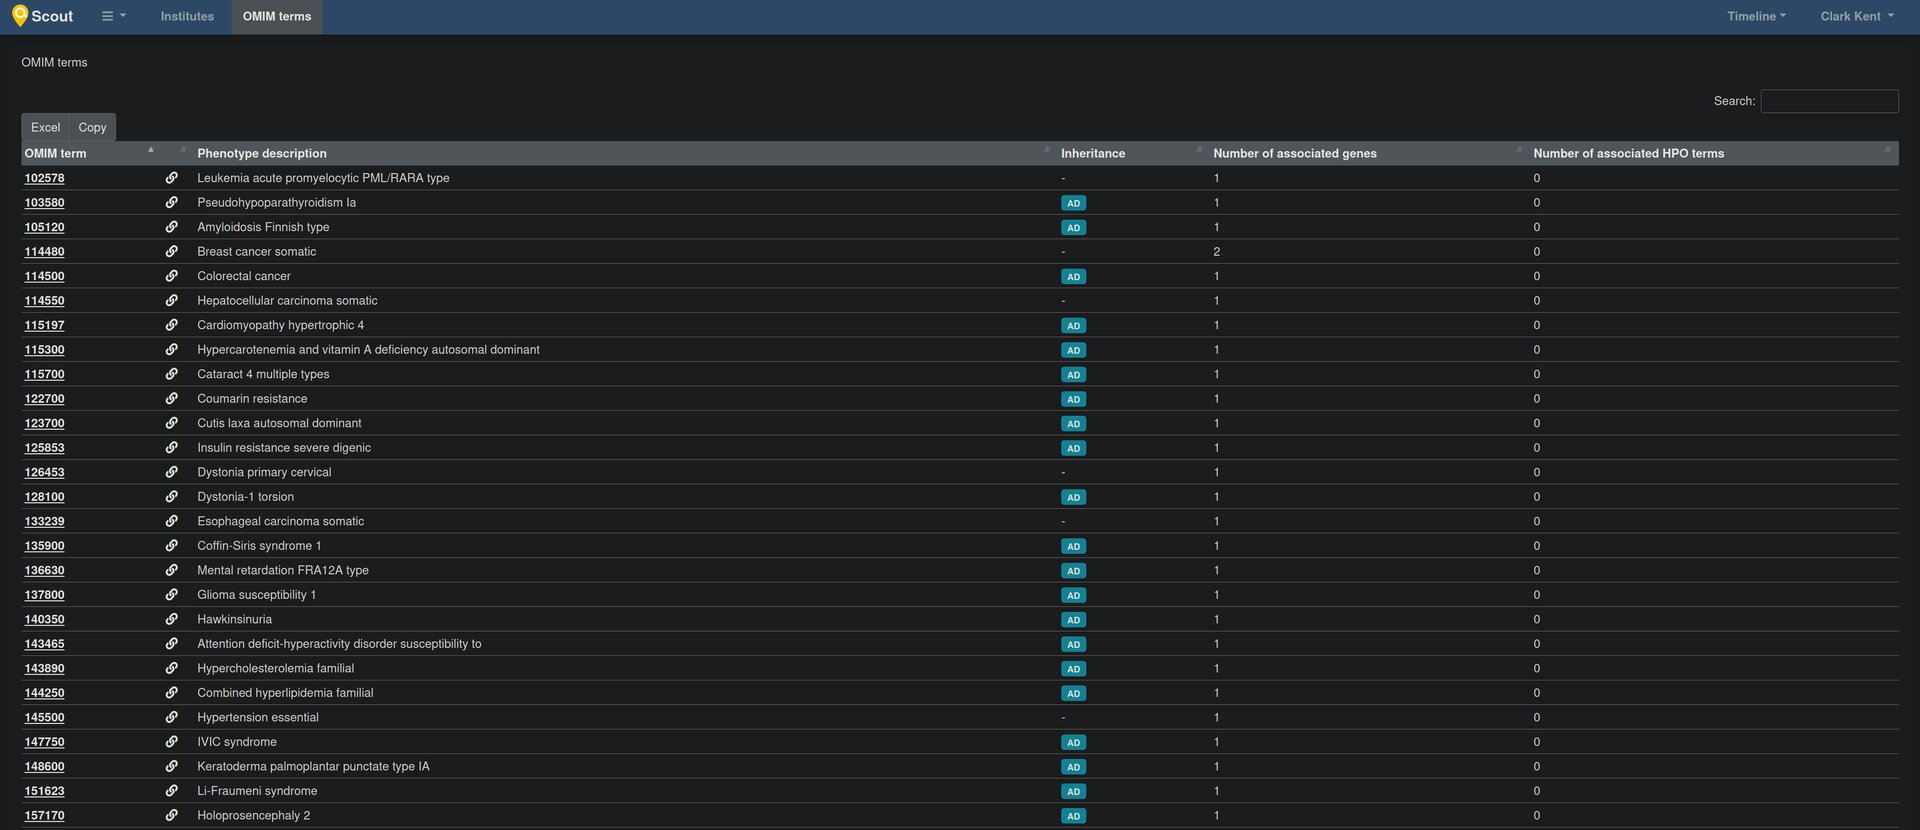 Scout Institutes OMIM terms Timeline Clark Kent
OMIM terms
Search:
Excel Copy
OMIM term Phenotype description Inheritance Number of associated genes Number of associated HPO terms
102578 Leukemia acute promyelocytic PML/RARA type - 1 0
103580 Pseudohypoparathyroidism Ia AD 1 0
105120 Amyloidosis Finnish type AD 1 0
114480 Breast cancer somatic - 2 0
114500 Colorectal cancer AD 1 0
114550 Hepatocellular carcinoma somatic - 1 0
115197 Cardiomyopathy hypertrophic 4 AD 1 0
115300 Hypercarotenemia and vitamin A deficiency autosomal dominant AD 1 0
115700 Cataract 4 multiple types AD 1 0
122700 Coumarin resistance AD 1 0
123700 Cutis laxa autosomal dominant AD 1 0
125853 Insulin resistance severe digenic AD 1 0
126453 Dystonia primary cervical - 1 0
128100 Dystonia-1 torsion AD 1 0
133239 Esophageal carcinoma somatic - 1 0
135900 Coffin-Siris syndrome 1 AD 1 0
136630 Mental retardation FRA12A type AD 1 0
137800 Glioma susceptibility 1 AD 1 0
140350 Hawkinsinuria AD 1 0
143465 Attention deficit-hyperactivity disorder susceptibility to AD 1 0
143890 Hypercholesterolemia familial AD 1 0
144250 Combined hyperlipidemia familial AD 1 0
145500 Hypertension essential - 1 0
147750 IVIC syndrome AD 1 0
148600 Keratoderma palmoplantar punctate type IA AD 1 0
151623 Li-Fraumeni syndrome AD 1 0
157170 Holoprosencephaly 2 AD 1 0